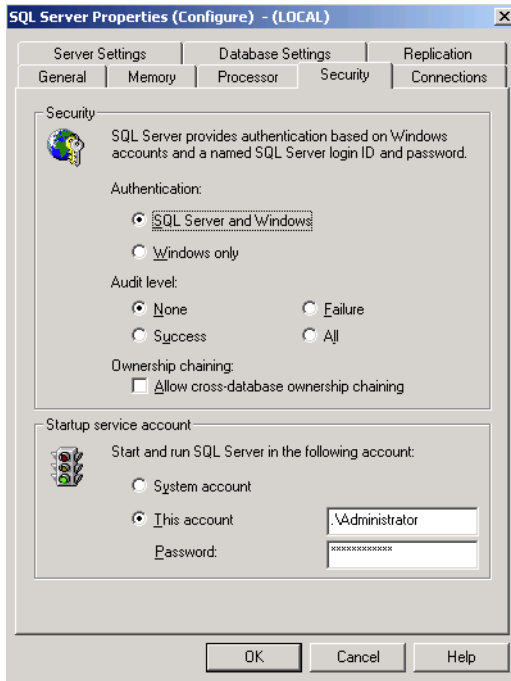 SQL Server Properties (Configure) - (LOCAL)
Server Settings Database Settings Replication
General Memory Processor Security Connections
Security
SQL Server provides authentication based on Windows
accounts and a named SQL Server login ID and password.
Authentication:
SQL Server and Windows
Windows only
Audit level:
None Failure
Success All
Ownership chaining:
Allow cross-database ownership chaining
Startup service account
Start and run SQL Server in the following account:
System account
This account .\Administrator
Password: ************
OK Cancel Help